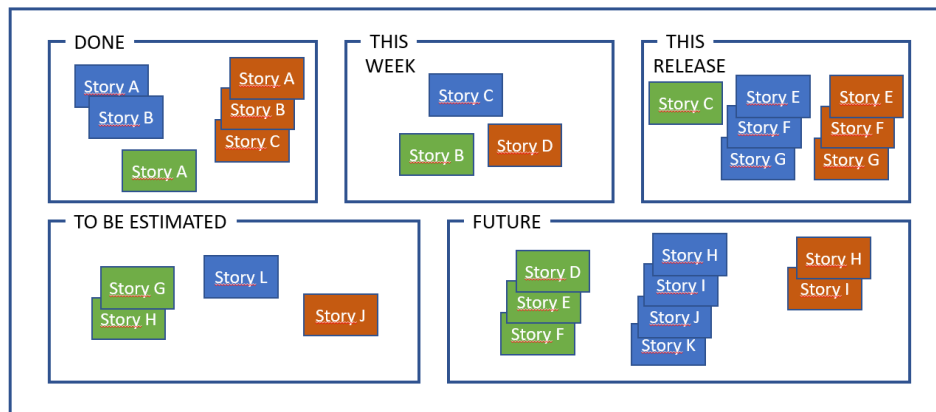 DONE
Story A
Story B
Story A
Story B
Story C
Story A
THIS
WEEK
Story C
Story B
Story D
THIS
RELEASE
Story C
Story E
Story F
Story G
Story E
Story F
Story G
TO BE ESTIMATED
Story G
Story H
Story L
Story J
FUTURE
Story D
Story E
Story F
Story H
Story I
Story J
Story K
Story H
Story I